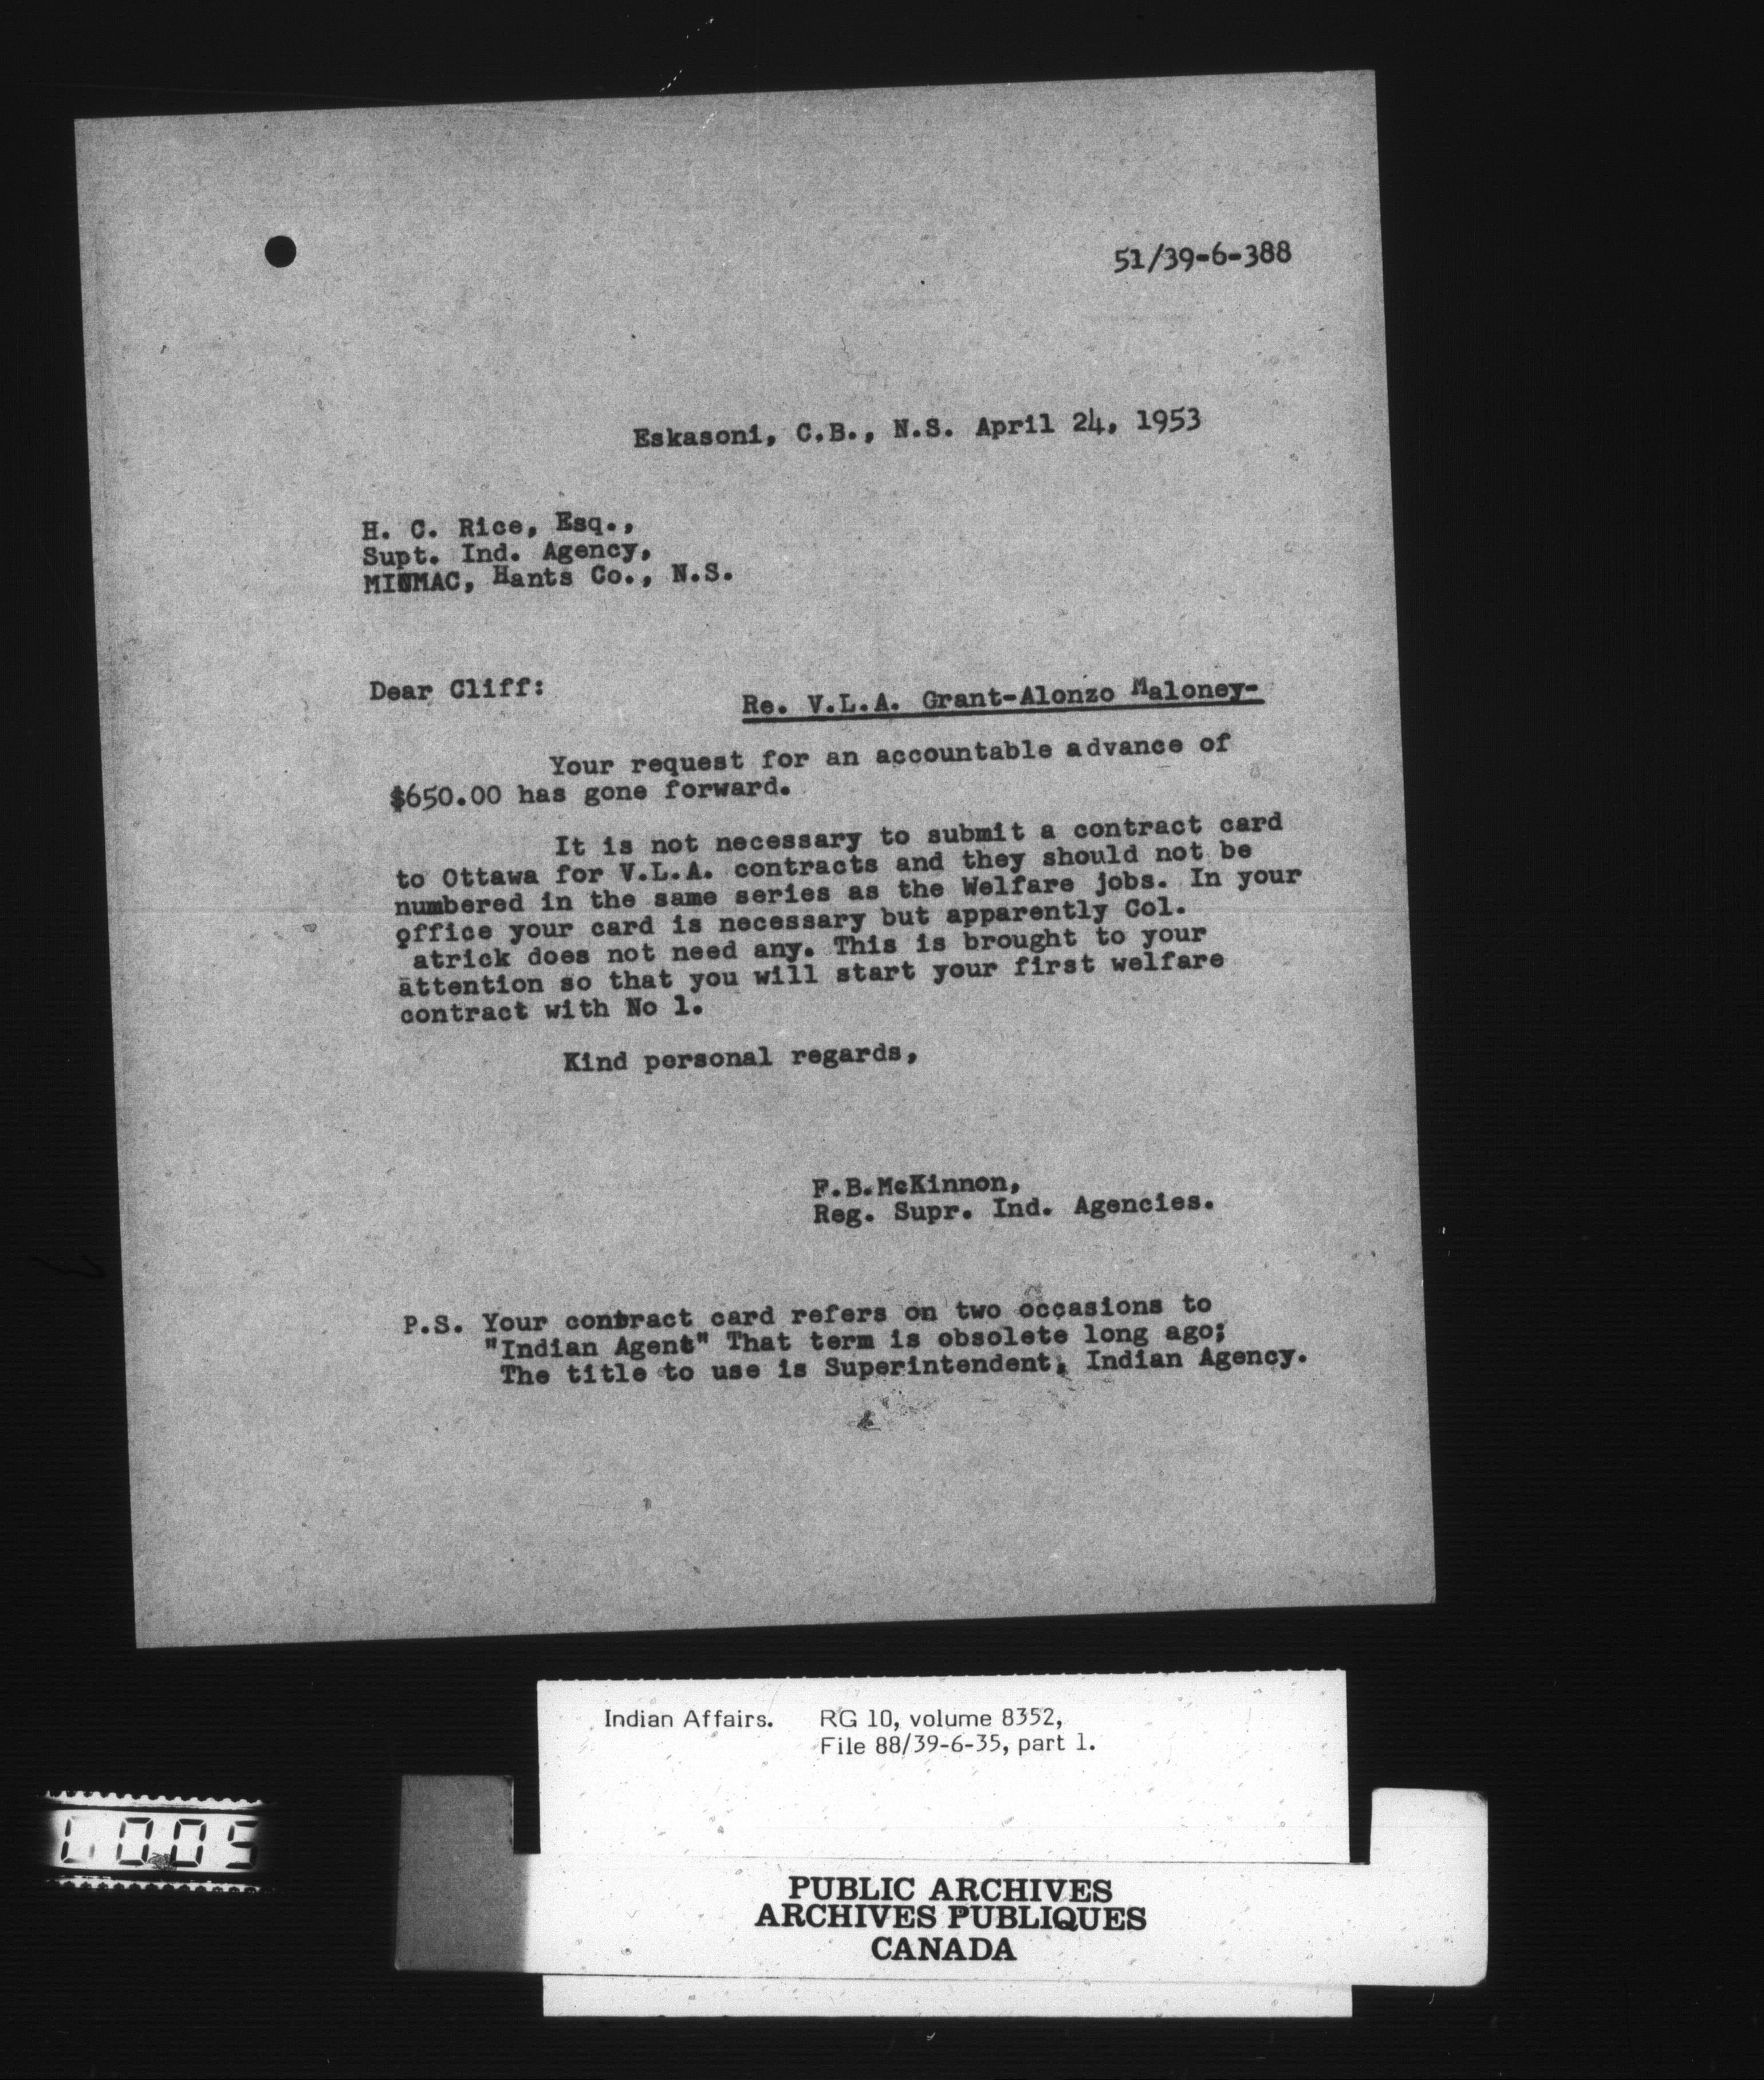 51/39-6-388
Eskasoni, C.B., N.S. April 24, 1953
H. C. Rice, Esq.,
Supt. Ind. Agency,
Hants Co., N.S.
Dear Cliff:
Re. V.L.A. Grant-Alonzo Maloney-
Your request for an accountable advance of
$650.00 has gone forward.
It is not necessary to submit a contract card
to Ottawa for V.L.A. contracts and they should not be
numbered in the same series as the Welfare jobs. In your
office your card is necessary but apparently Col.
atrick does not need any. This is brought to your
attention so that you will start your first welfare
contract with No 1.
Kind personal regards,
F.B.McKinnon,
Reg. Supr. Ind. Agencies.
P.S. Your contract card refers on two occasions to
"Indian Agent" That term is obsolete long ago;
The title to use is Superintendent, Indian Agency.
Indian Affairs. RG 10, volume 8352,
File 88/39-6-35, part 1.
PUBLIC ARCHIVES
ARCHIVES PUBLIQUES
CANADA